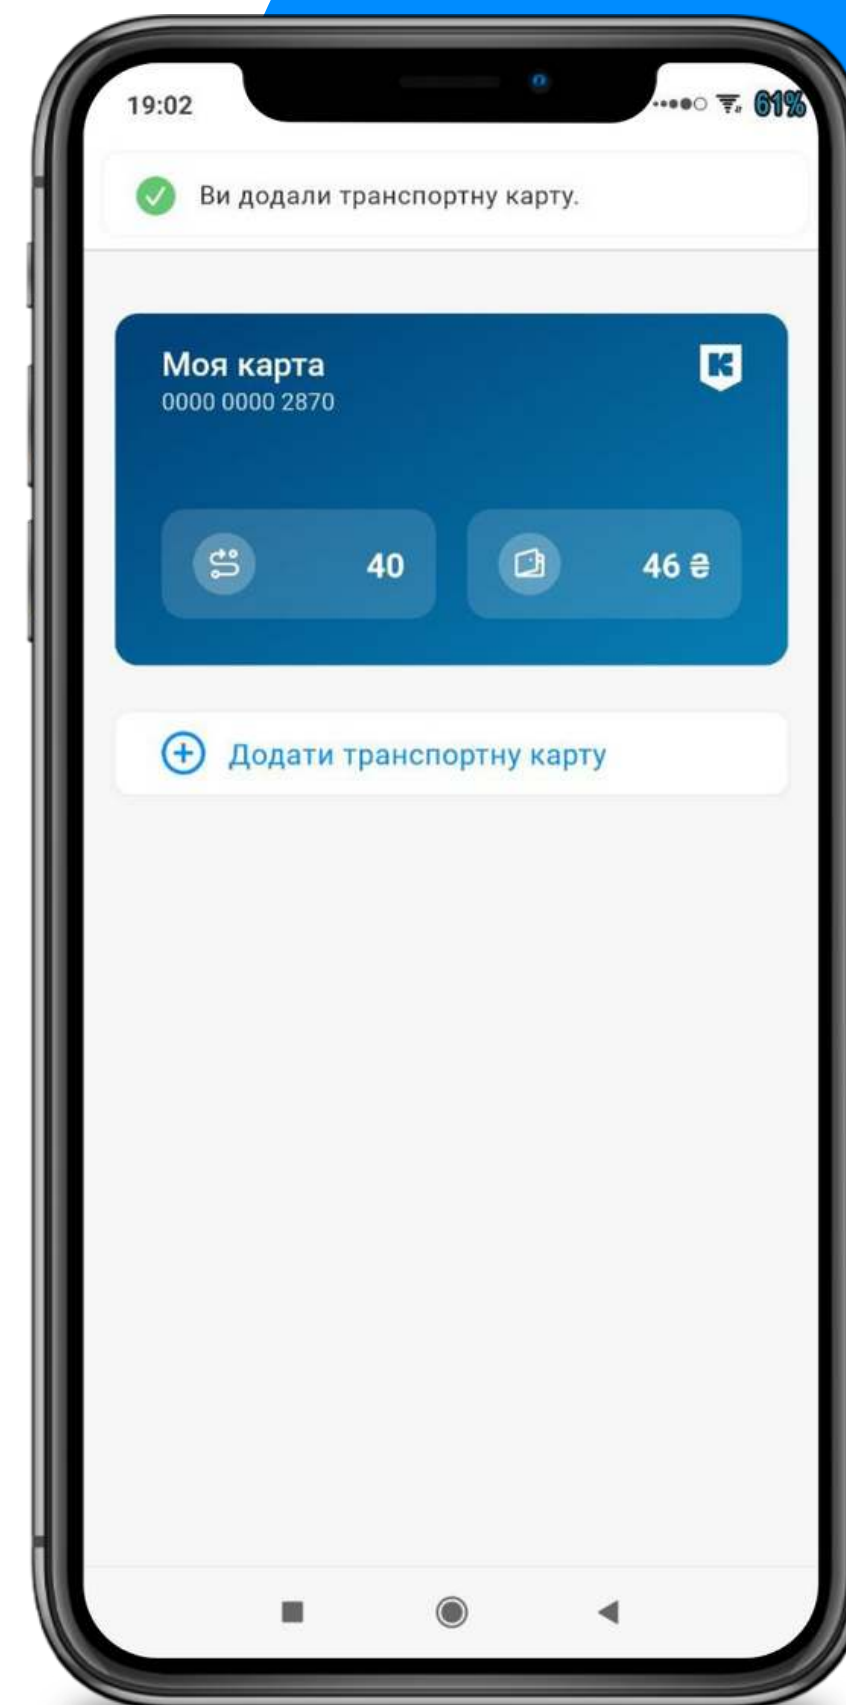 19:02
61%
Ви додали транспортну карту.
Моя карта
K
0000 0000 2870
40
46 ₴
Додати транспортну карту